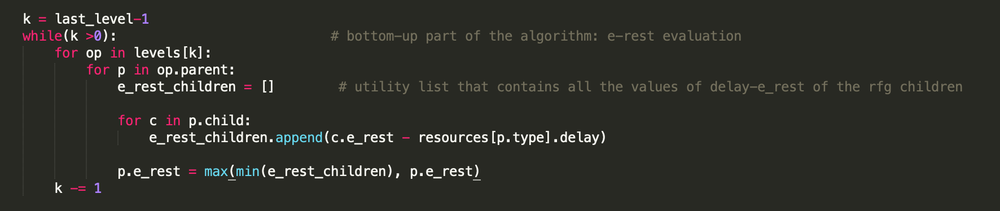 k = last_level-1
while(k >0):                           # bottom-up part of the algorithm: e-rest evaluation
    for op in levels[k]:
        for p in op.parent:
            e_rest_children = []        # utility list that contains all the values of delay-e_rest of the rfg children

            for c in p.child:
                e_rest_children.append(c.e_rest - resources[p.type].delay)

            p.e_rest = max(min(e_rest_children), p.e_rest)
    k -= 1